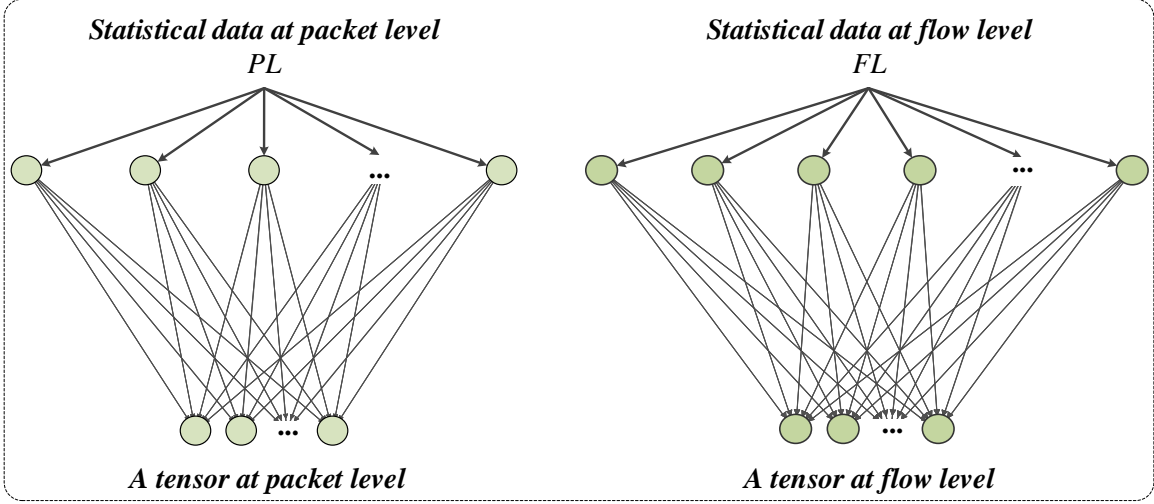 Statistical data at packet level
PL
...
...
A tensor at packet level
Statistical data at flow level
FL
...
...
A tensor at flow level